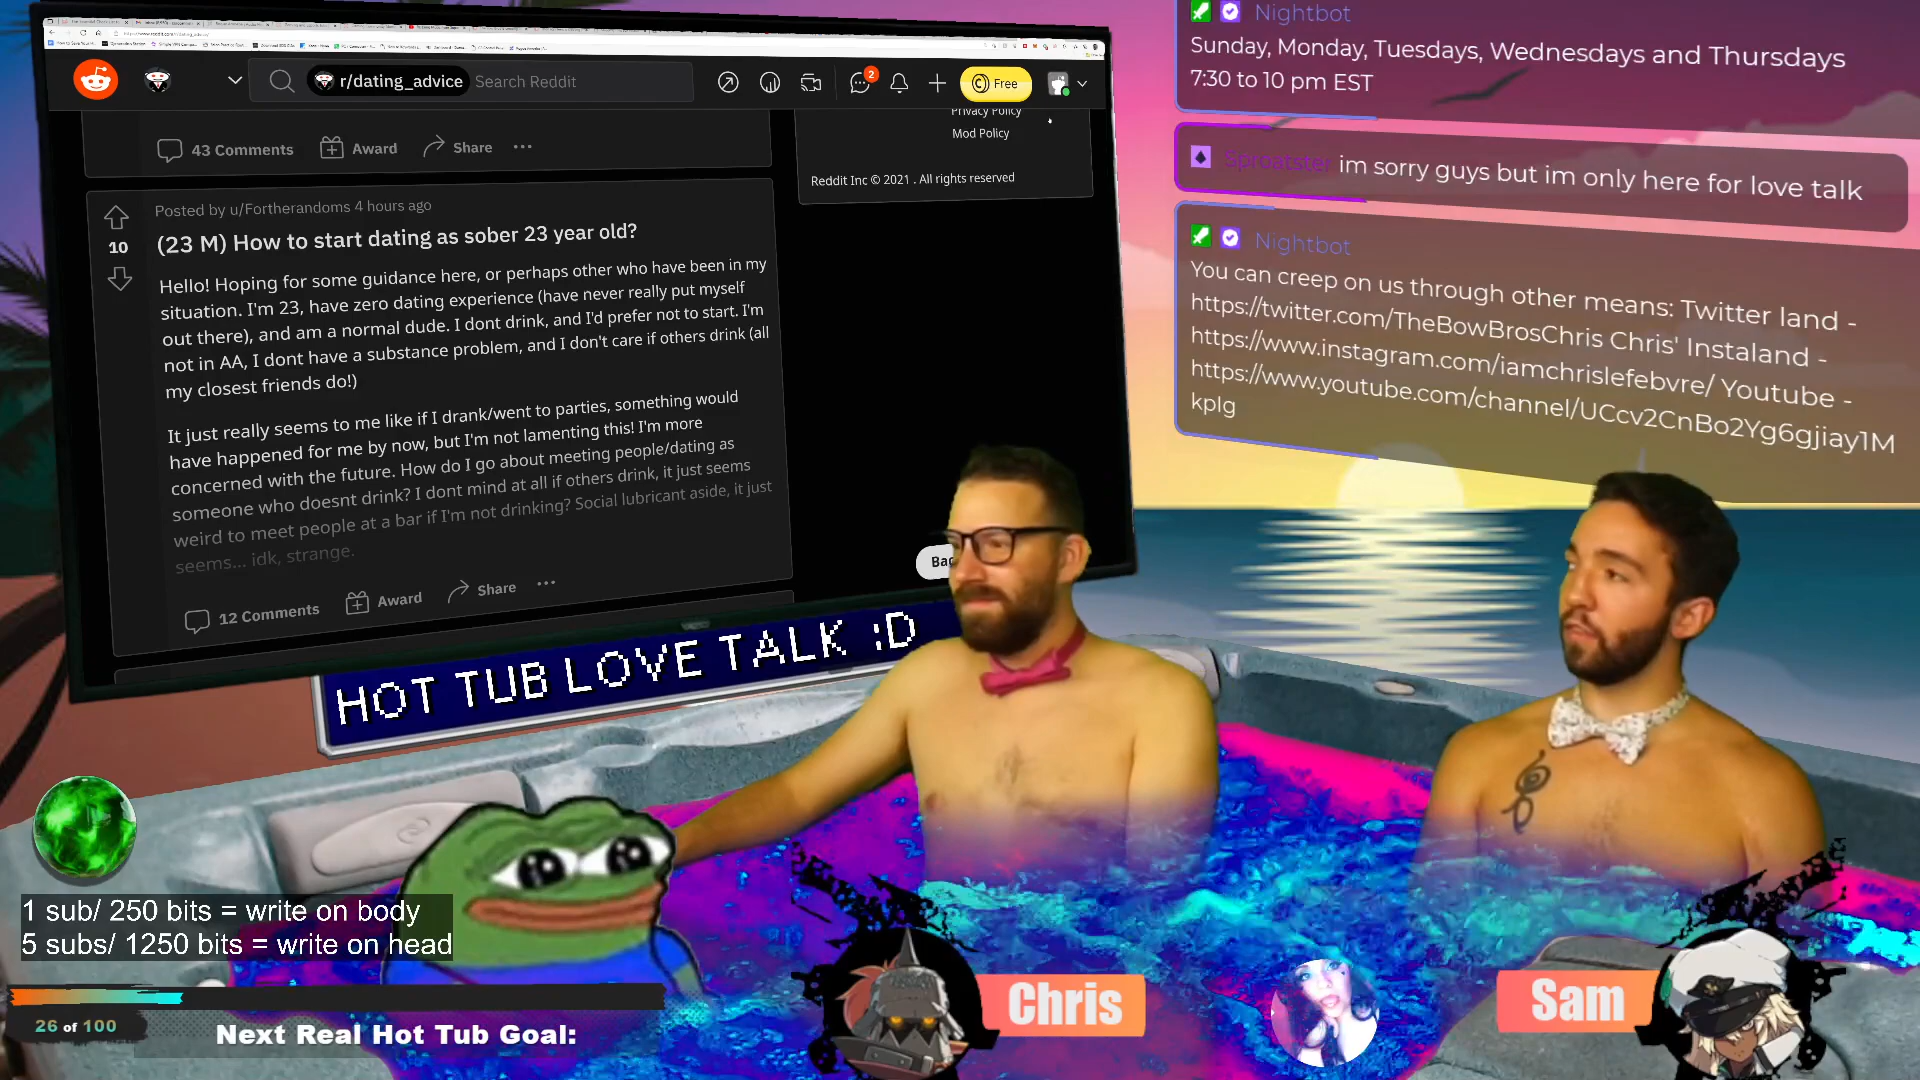 r/dating_advice Search Reddit
2
Free
Privacy Policy
Mod Policy
Reddit Inc © 2021 . All rights reserved
43 Comments Award Share
Posted by u/Fortherandoms 4 hours ago
10
(23 M) How to start dating as sober 23 year old?
Hello! Hoping for some guidance here, or perhaps other who have been in my
situation. I'm 23, have zero dating experience (have never really put myself
out there), and am a normal dude. I dont drink, and I'd prefer not to start. I'm
not in AA, I dont have a substance problem, and I don't care if others drink (all
my closest friends do!)
It just really seems to me like if I drank/went to parties, something would
have happened for me by now, but I'm not lamenting this! I'm more
concerned with the future. How do I go about meeting people/dating as
someone who doesnt drink? I dont mind at all if others drink, it just seems
weird to meet people at a bar if I'm not drinking? Social lubricant aside, it just
seems... idk, strange.
12 Comments Award Share
Nightbot
Sunday, Monday, Tuesdays, Wednesdays and Thursdays
7:30 to 10 pm EST
Sproatster im sorry guys but im only here for love talk
Nightbot
You can creep on us through other means: Twitter land -
https://twitter.com/TheBowBrosChris Chris' Instaland -
https://www.instagram.com/iamchrislefebvre/ Youtube -
https://www.youtube.com/channel/UCcv2CnBo2Yg6gjiay1M
kplg
HOT TUB LOVE TALK :D
1 sub/ 250 bits = write on body
5 subs/ 1250 bits = write on head
26 of 100
Next Real Hot Tub Goal:
Chris
Sam